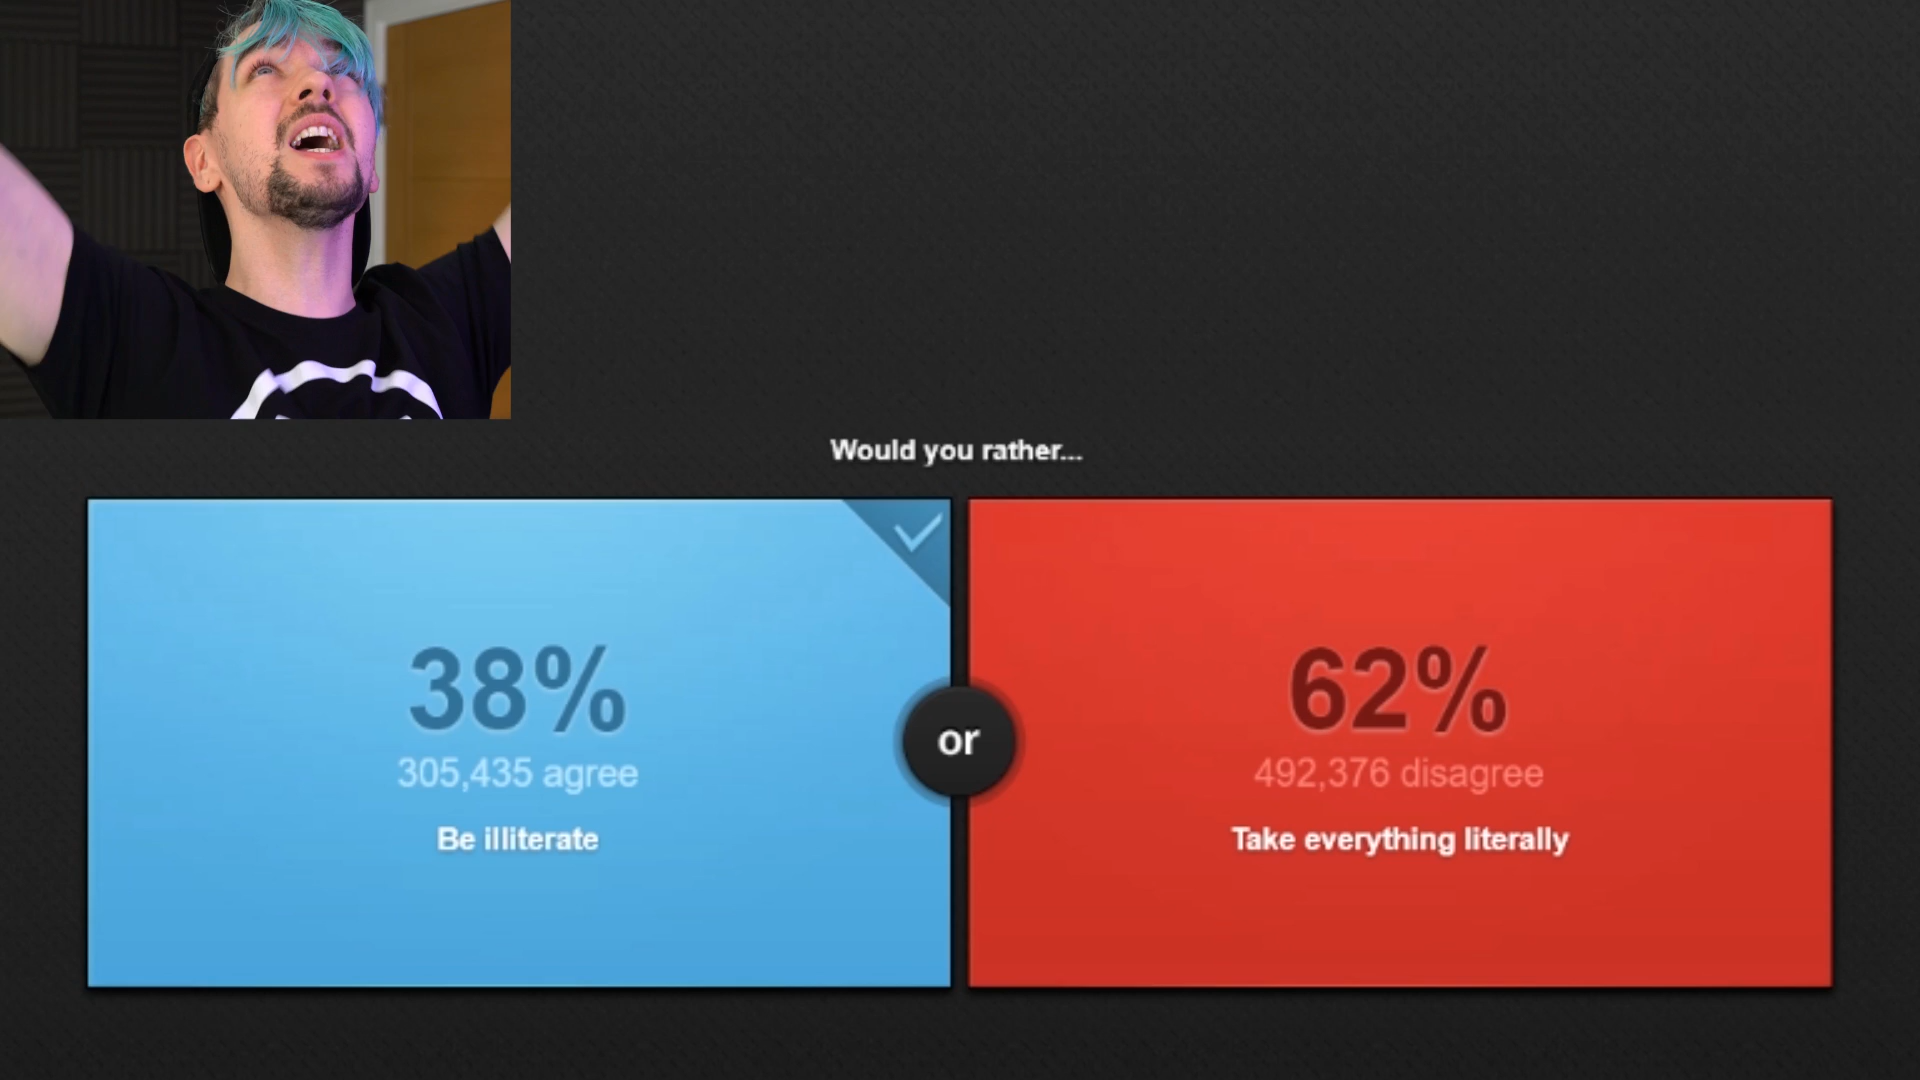 Would you rather...
38%
305,435 agree
Be illiterate
or
62%
492,376 disagree
Take everything literally